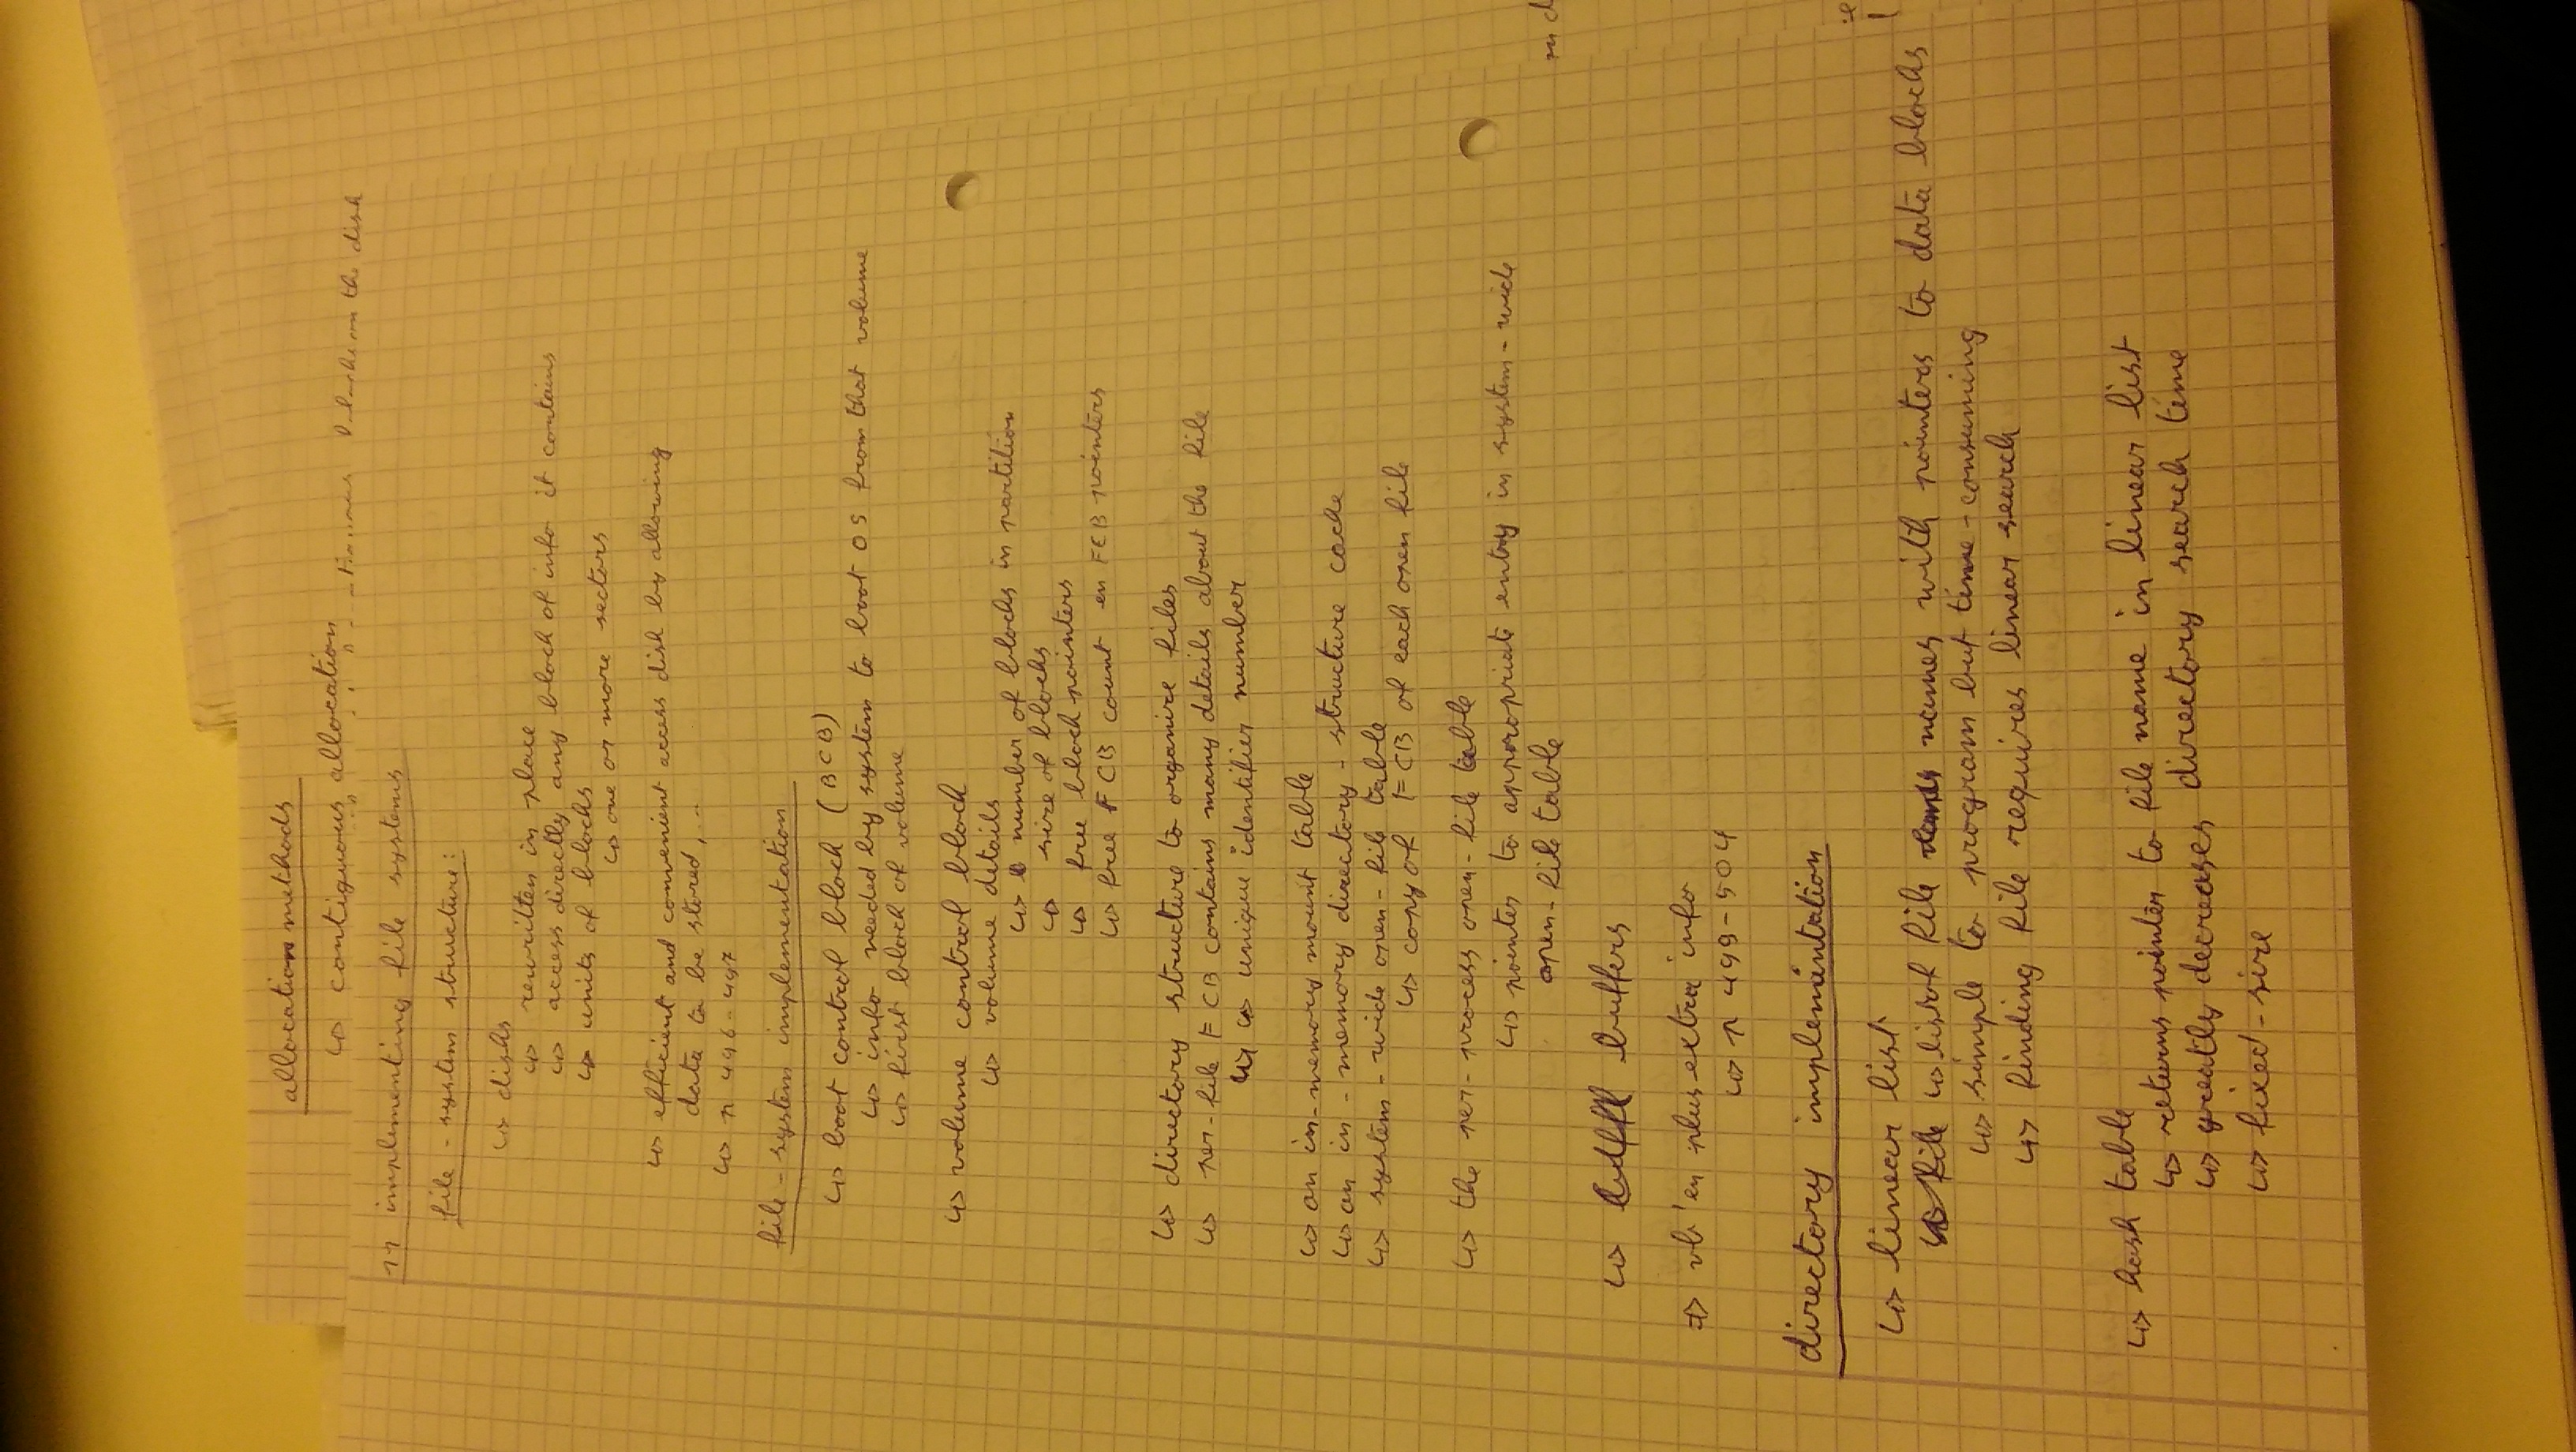 allocation methods
↳ contiguous allocation
on the disk
11 implementing file systems
file-system structure:
↳ disks
↳ rewritten in place
↳ access directly any block of info it contains
↳ units of blocks
↳ one or more sectors
↳ efficient and convenient access disk by allowing
data to be stored, ...
↳ p 496-497
file-system implementation
↳ boot control block (BCB)
↳ info needed by system to boot OS from that volume
↳ first block of volume
↳ volume control block
↳ volume details
↳ number of blocks in partition
↳ size of blocks
↳ free block pointers
↳ free FCB count en FCB pointers
↳ directory structure to organize files
↳ per-file FCB contains many details about the file
↳ unique identifier number
↳ an in-memory mount table
↳ an in-memory directory-structure cache
↳ system-wide open-file table
↳ copy of FCB of each open file
↳ the per-process open-file table
↳ pointer to appropriate entry in system-wide
open-file table
↳ buffers
→ vb'en plus extra info
↳ p 499-504
directory implementation
↳ linear list
↳ list of file names with pointers to data blocks
↳ simple to program but time-consuming
↳ finding file requires linear search
↳ hash table
↳ returns pointer to file name in linear list
↳ greatly decreases directory search time
↳ fixed-size